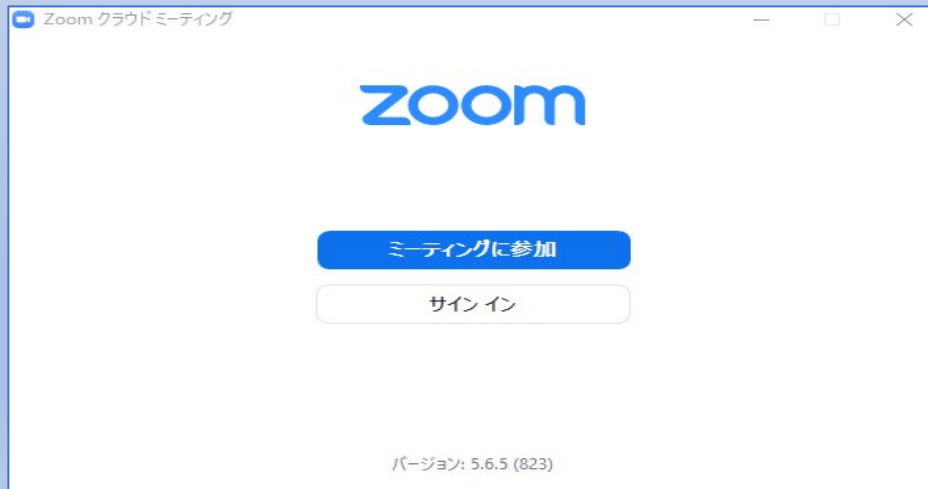 Zoom クラウド ミーティング
zoom
ミーティングに参加
サイン イン
バージョン: 5.6.5 (823)